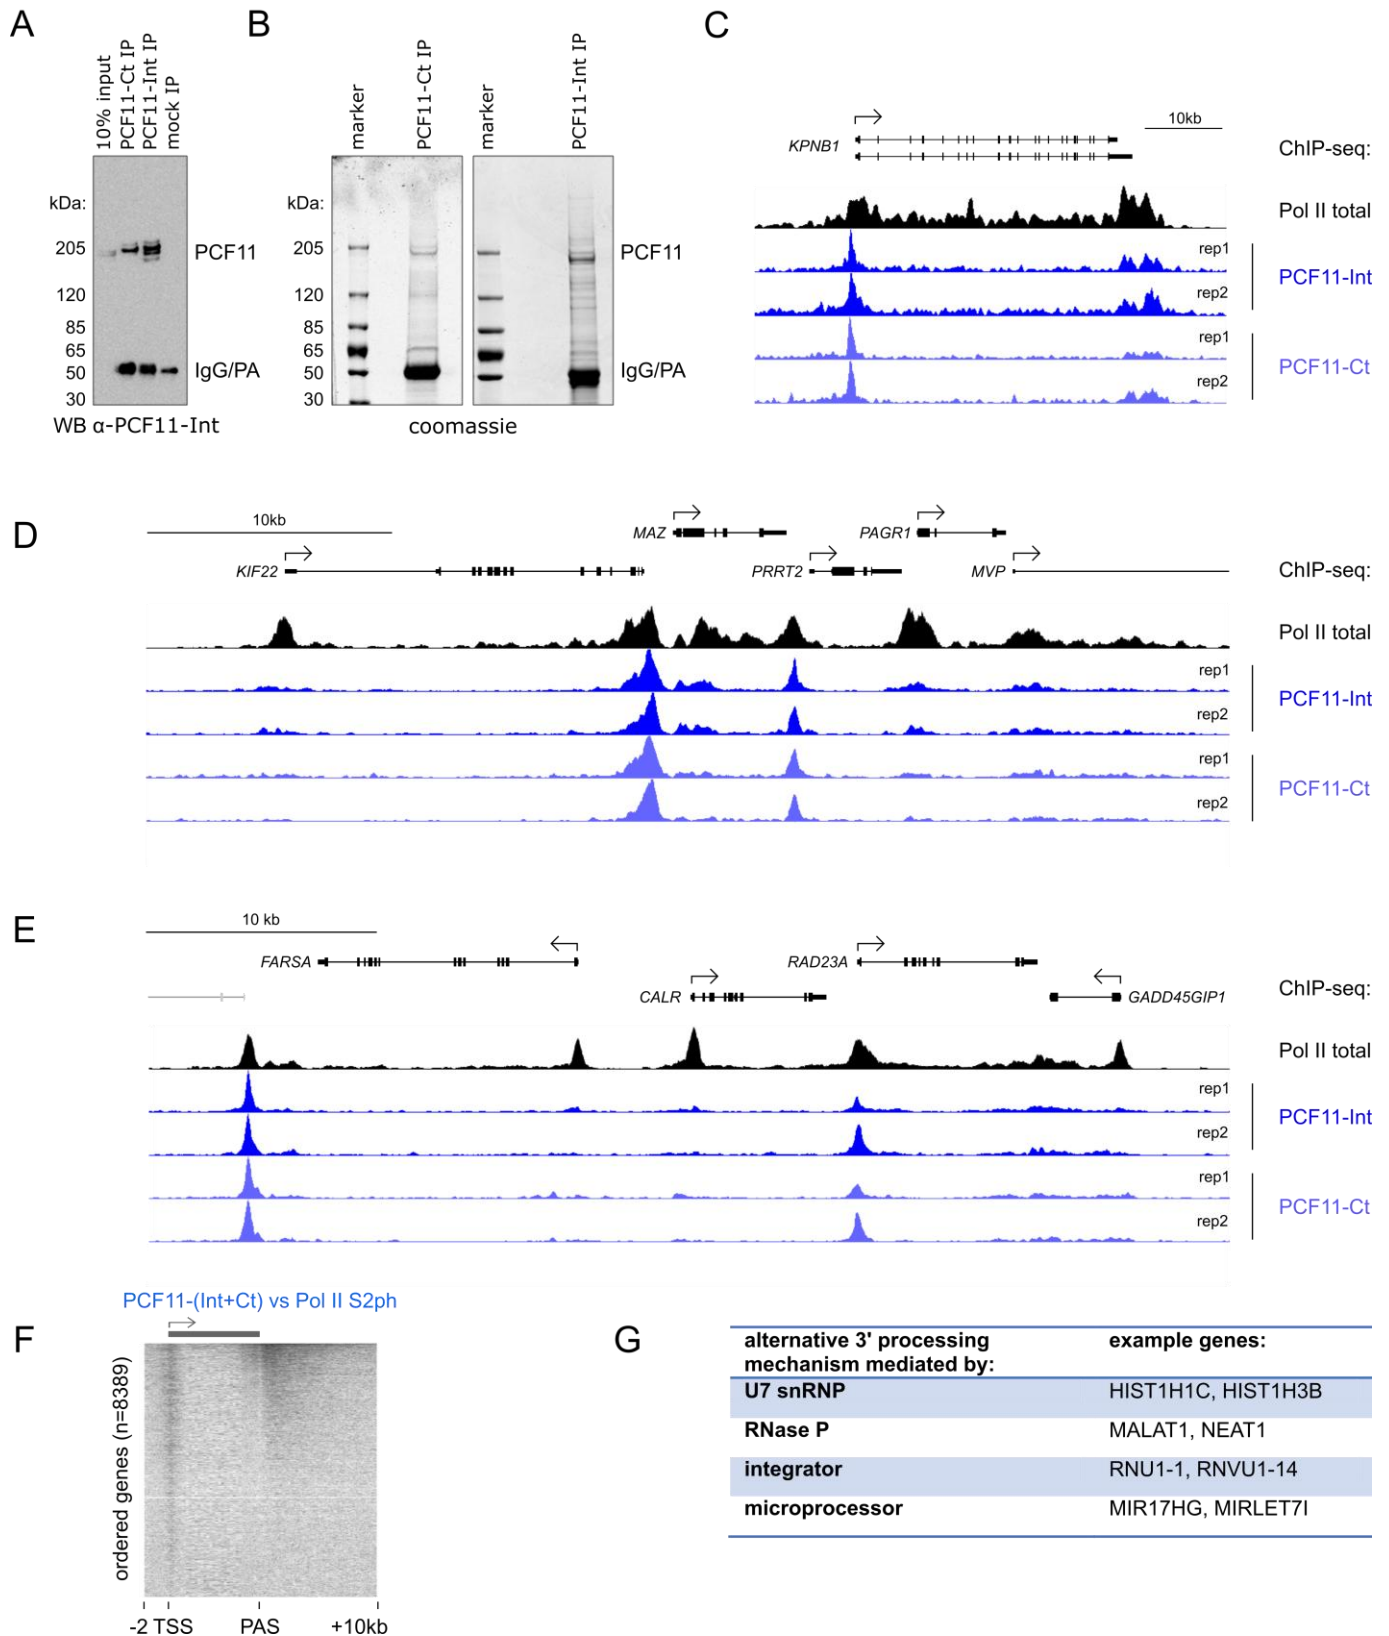 A
10% input
PCF11-Ct IP
PCF11-Int IP
mock IP
kDa:
205
120
85
65
50
30
PCF11
IgG/PA
WB α-PCF11-Int
B
marker
PCF11-Ct IP
marker
PCF11-Int IP
kDa:
205
120
85
65
50
30
PCF11
IgG/PA
coomassie
C
10kb
KPNB1
ChIP-seq:
Pol II total
rep1
PCF11-Int
rep2
rep1
PCF11-Ct
rep2
D
10kb
MAZ
PAGR1
KIF22
PRRT2
MVP
ChIP-seq:
Pol II total
rep1
PCF11-Int
rep2
rep1
PCF11-Ct
rep2
E
10 kb
FARSA
RAD23A
CALR
GADD45GIP1
ChIP-seq:
Pol II total
rep1
PCF11-Int
rep2
rep1
PCF11-Ct
rep2
F
PCF11-(Int+Ct) vs Pol II S2ph
ordered genes (n=8389)
-2 TSS PAS +10kb
G
alternative 3' processing example genes:
mechanism mediated by:
U7 snRNP HIST1H1C, HIST1H3B
RNase P MALAT1, NEAT1
integrator RNU1-1, RNVU1-14
microprocessor MIR17HG, MIRLET7I